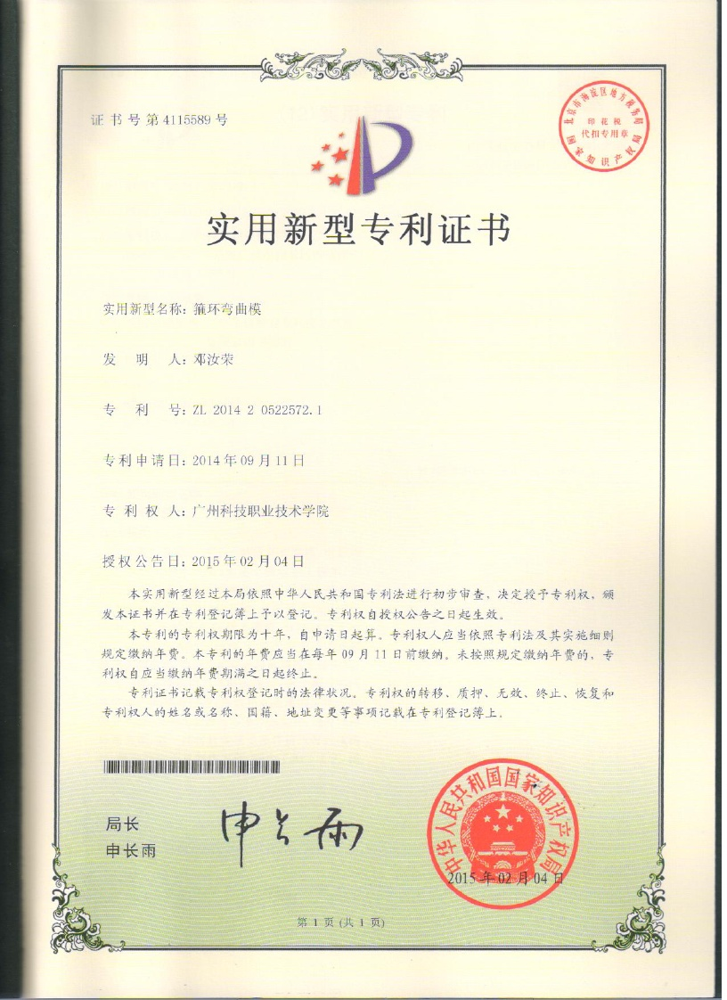 证书号第4115589号
北京市海淀区地方税务局
印花税
代扣专用章
国家知识产权局
实用新型专利证书
实用新型名称：箍环弯曲模
发明人：邓汝荣
专利号：ZL 2014 2 0522572.1
专利申请日：2014年09月11日
专利权人：广州科技职业技术学院
授权公告日：2015年02月04日
本实用新型经过本局依照中华人民共和国专利法进行初步审查，决定授予专利权，颁
发本证书并在专利登记簿上予以登记。专利权自授权公告之日起生效。
本专利的专利权期限为十年，自申请日起算。专利权人应当依照专利法及其实施细则
规定缴纳年费。本专利的年费应当在每年09月11日前缴纳。未按照规定缴纳年费的，专
利权自应当缴纳年费期满之日起终止。
专利证书记载专利权登记时的法律状况。专利权的转移、质押、无效、终止、恢复和
专利权人的姓名或名称、国籍、地址变更等事项记载在专利登记簿上。
局长
申长雨
申长雨
中华人民共和国国家知识产权局
2015年02月04日
第1页(共1页)